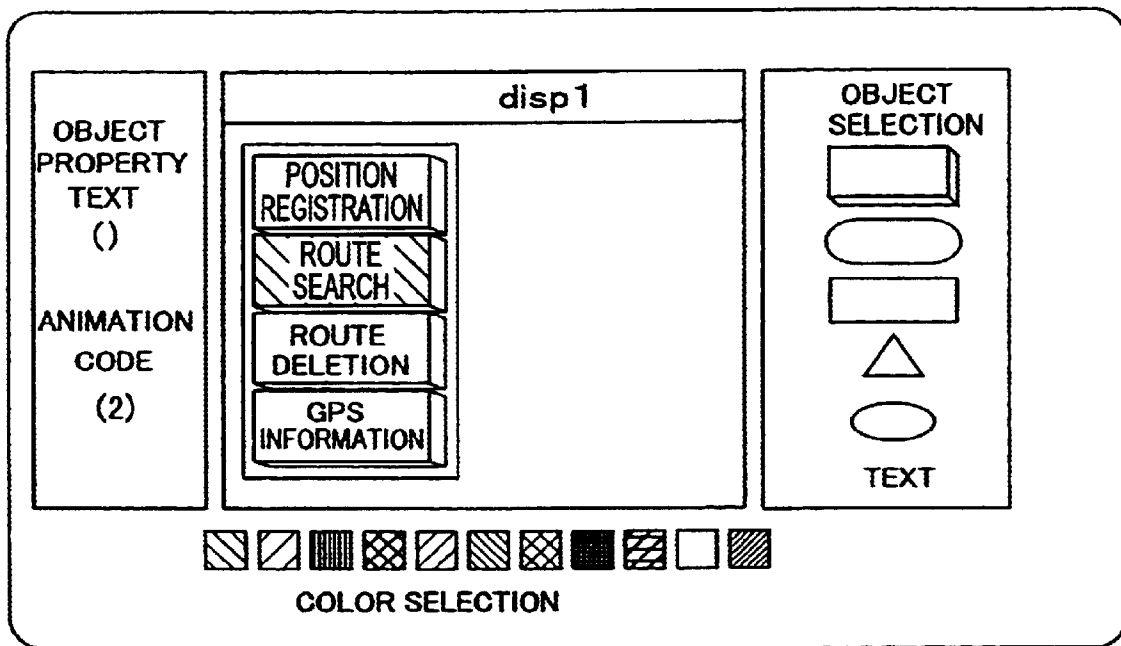 OBJECT
PROPERTY
TEXT
()
ANIMATION
CODE
(2)
disp1
POSITION
REGISTRATION
ROUTE
SEARCH
ROUTE
DELETION
GPS
INFORMATION
OBJECT
SELECTION
TEXT
COLOR SELECTION